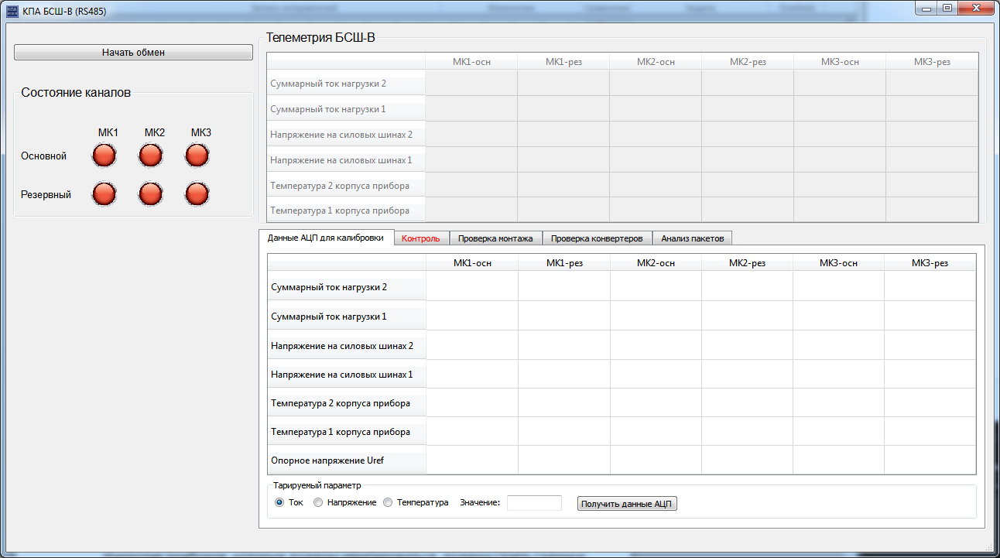 КПА БСШ-В (RS485)
Начать обмен
Состояние каналов
МК1 МК2 МК3
Основной
Резервный
Телеметрия БСШ-В
МК1-осн МК1-рез МК2-осн МК2-рез МК3-осн МК3-рез
Суммарный ток нагрузки 2
Суммарный ток нагрузки 1
Напряжение на силовых шинах 2
Напряжение на силовых шинах 1
Температура 2 корпуса прибора
Температура 1 корпуса прибора
Данные АЦП для калибровки Контроль Проверка монтажа Проверка конвертеров Анализ пакетов
МК1-осн МК1-рез МК2-осн МК2-рез МК3-осн МК3-рез
Суммарный ток нагрузки 2
Суммарный ток нагрузки 1
Напряжение на силовых шинах 2
Напряжение на силовых шинах 1
Температура 2 корпуса прибора
Температура 1 корпуса прибора
Опорное напряжение Uref
Тарируемый параметр
Ток Напряжение Температура Значение: Получить данные АЦП